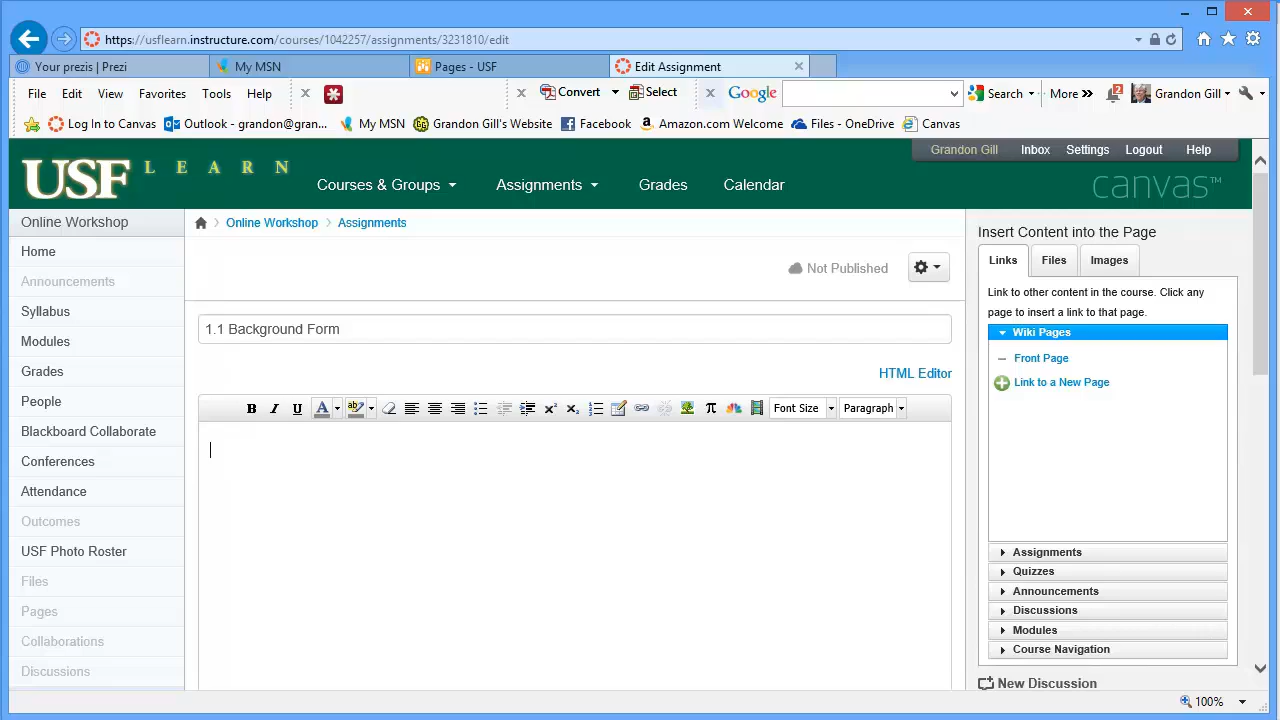 https://usflearn.instructure.com/courses/1042257/assignments/3231810/edit
Your prezis | Prezi
My MSN
Pages - USF
Edit Assignment
File Edit View Favorites Tools Help
Convert Select
Google
Search More 2 Grandon Gill
Log In to Canvas Outlook - grandon@gran... My MSN Grandon Gill's Website Facebook Amazon.com Welcome Files - OneDrive Canvas
USF LEARN
Courses & Groups Assignments Grades Calendar
Grandon Gill Inbox Settings Logout Help
canvas™
Online Workshop
Home
Announcements
Syllabus
Modules
Grades
People
Blackboard Collaborate
Conferences
Attendance
Outcomes
USF Photo Roster
Files
Pages
Collaborations
Discussions
Online Workshop Assignments
Not Published
1.1 Background Form
HTML Editor
B I U A ab Font Size Paragraph
Insert Content into the Page
Links Files Images
Link to other content in the course. Click any
page to insert a link to that page.
Wiki Pages
Front Page
Link to a New Page
Assignments
Quizzes
Announcements
Discussions
Modules
Course Navigation
New Discussion
100%